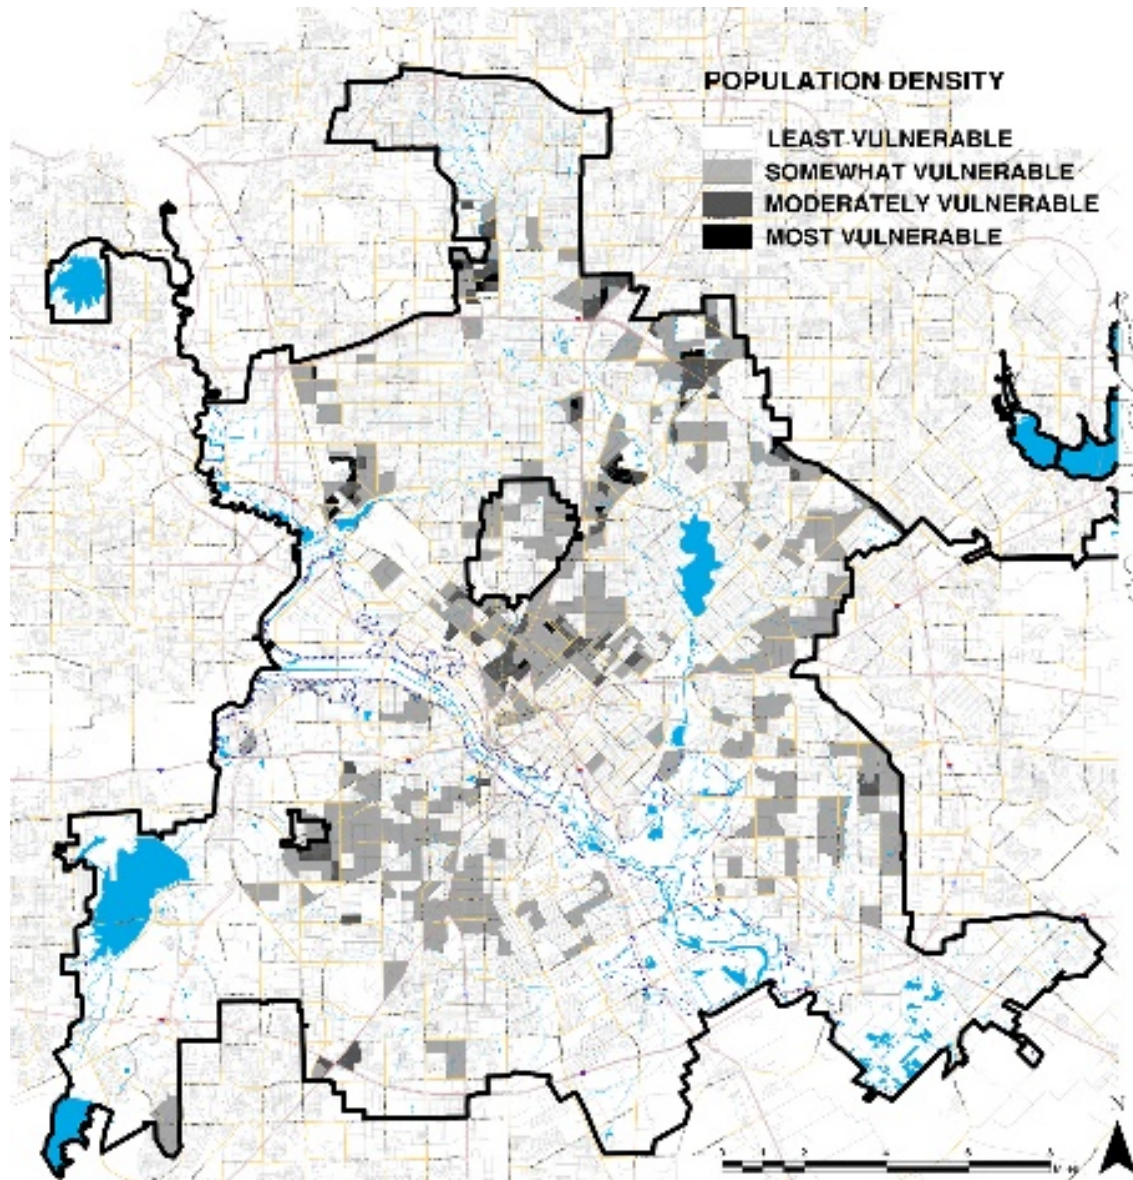 POPULATION DENSITY
LEAST VULNERABLE
SOMEWHAT VULNERABLE
MODERATELY VULNERABLE
MOST VULNERABLE
N